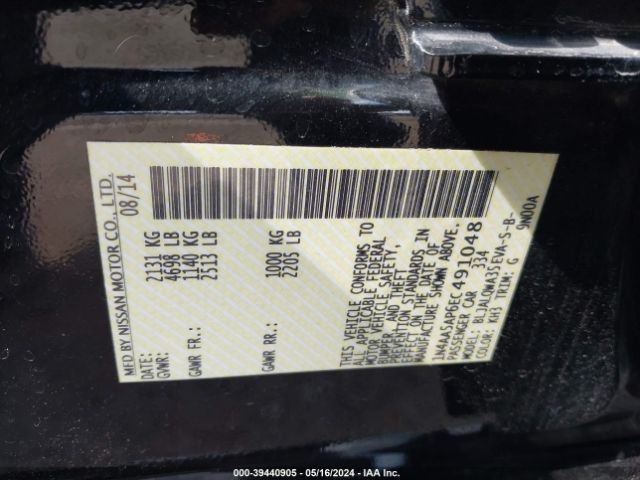 MFD BY NISSAN MOTOR CO., LTD.
DATE: 08/14
GVWR: 2131 KG
4698 LB
GAWR FR.: 1140 KG
2513 LB
GAWR RR.: 1000 KG
2205 LB
THIS VEHICLE CONFORMS TO
ALL APPLICABLE FEDERAL
MOTOR VEHICLE SAFETY,
BUMPER, AND THEFT
PREVENTION STANDARDS IN
EFFECT ON THE DATE OF
MANUFACTURE SHOWN ABOVE.
1N4AA5AP6EC491048
PASSENGER CAR 334
MODEL: BLJALQWA35EWA-S-B-
COLOR: KH3 TRIM: G 9N00A
000-39440905 - 05/16/2024 - IAA Inc.